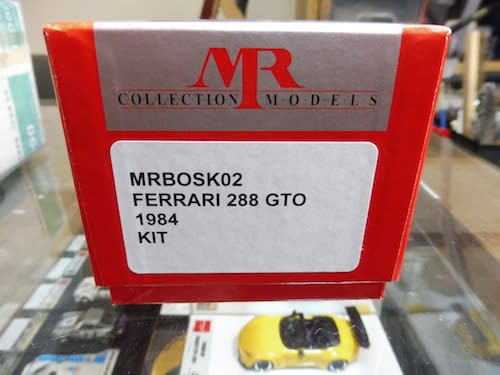 MR
COLLECTION MODELS
MRBOSK02
FERRARI 288 GTO
1984
KIT